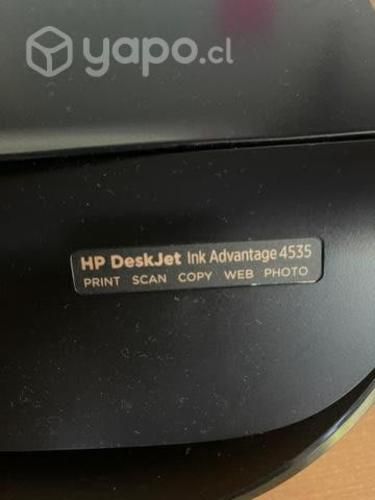 yapo.cl
HP DeskJet Ink Advantage 4535
PRINT SCAN COPY WEB PHOTO